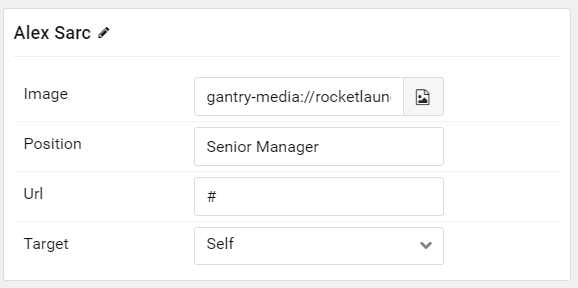 Alex Sarc
Image gantry-media://rocketlaun
Position Senior Manager
Url #
Target Self